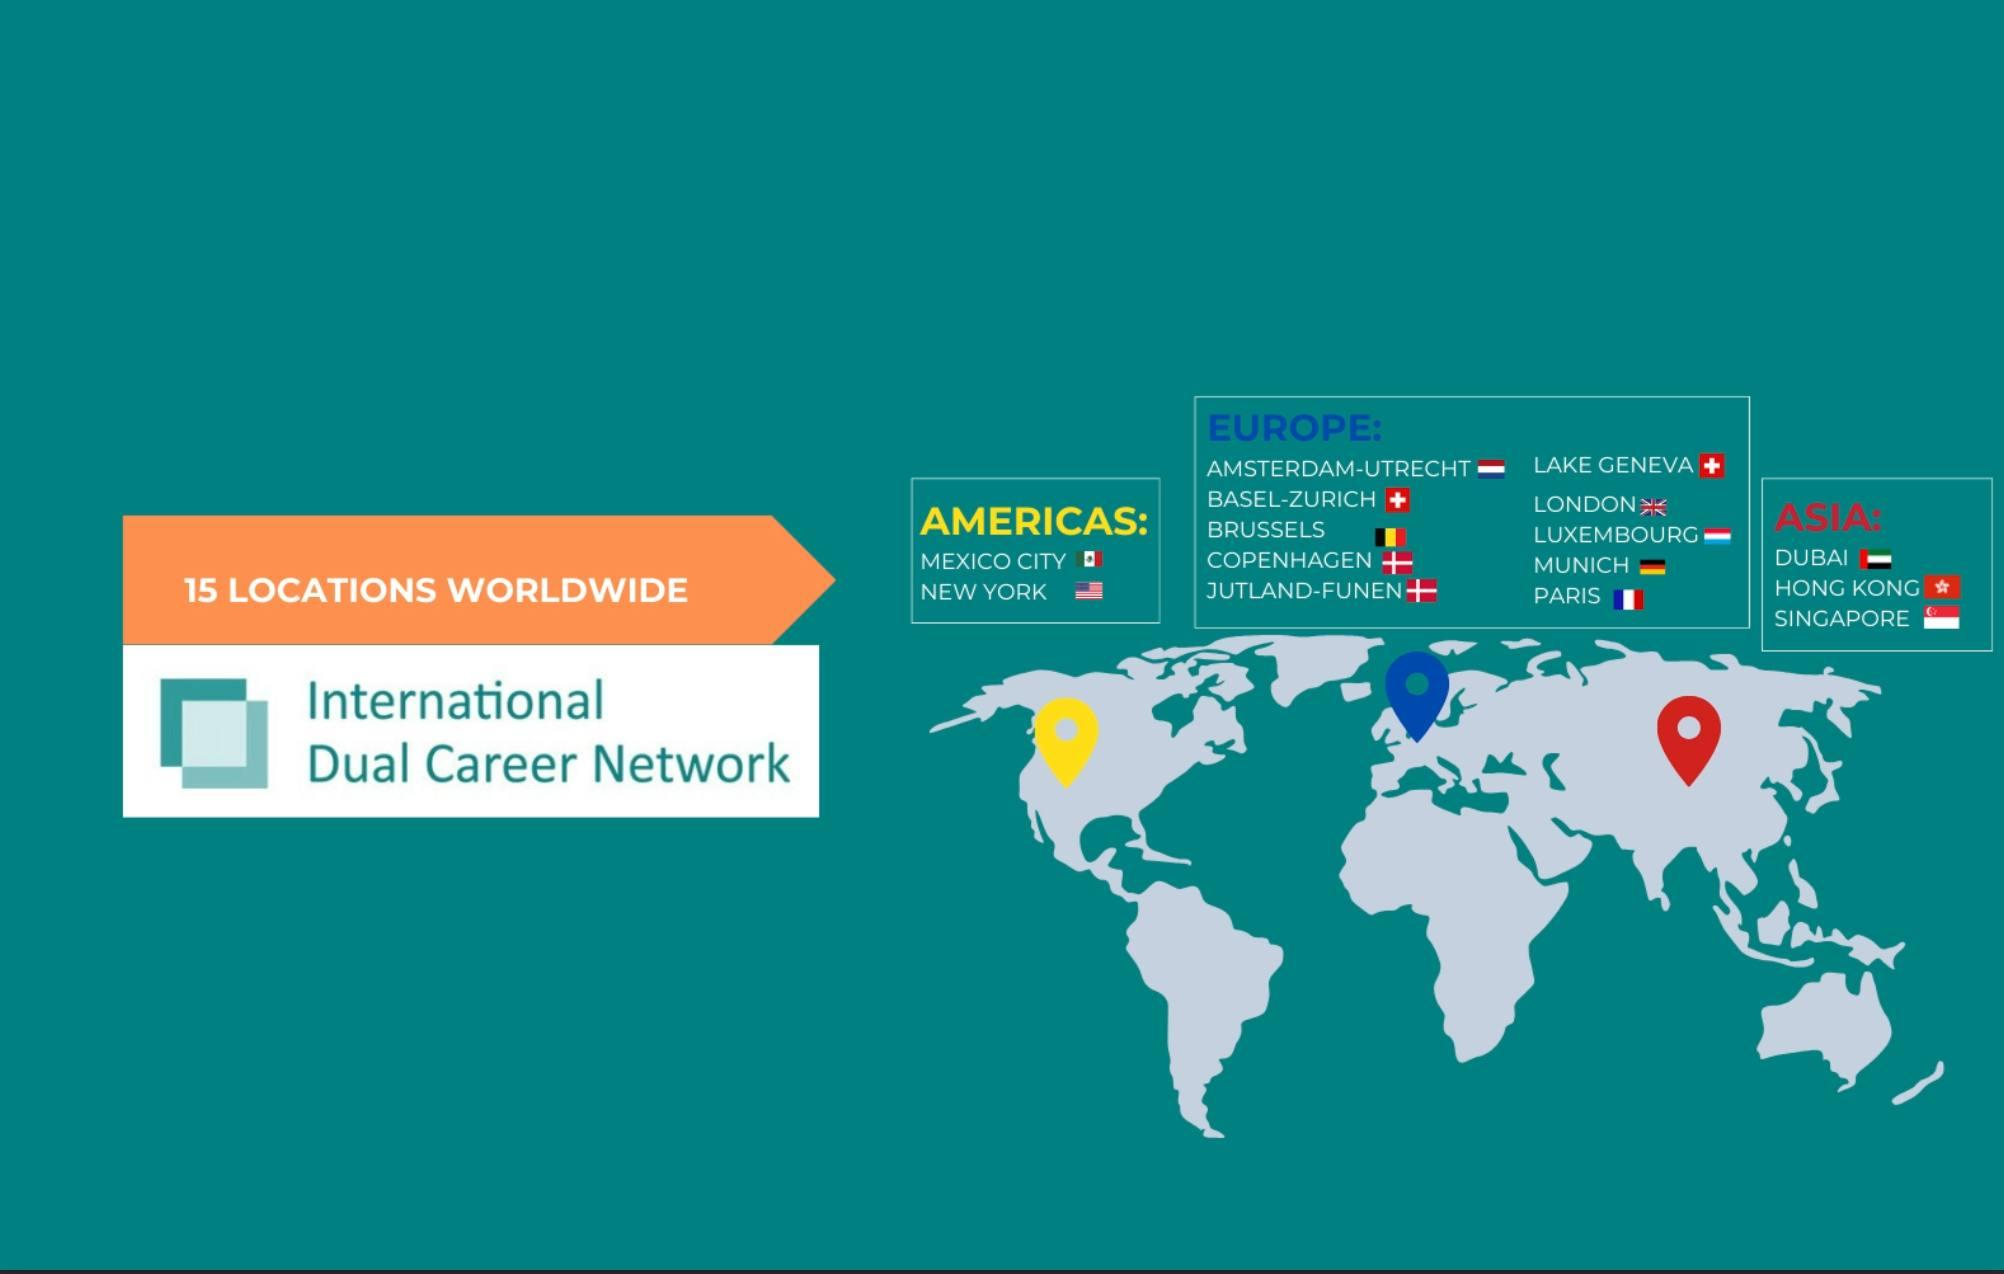 15 LOCATIONS WORLDWIDE
International
Dual Career Network
AMERICAS:
MEXICO CITY
NEW YORK
EUROPE:
AMSTERDAM-UTRECHT
BASEL-ZURICH
BRUSSELS
COPENHAGEN
JUTLAND-FUNEN
LAKE GENEVA
LONDON
LUXEMBOURG
MUNICH
PARIS
ASIA:
DUBAI
HONG KONG
SINGAPORE